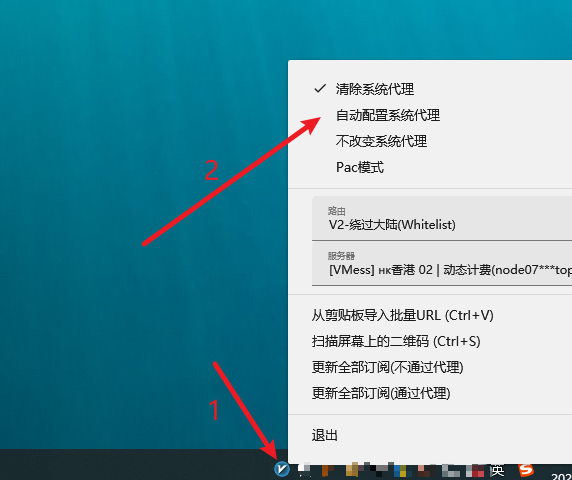 清除系统代理
自动配置系统代理
不改变系统代理
Pac模式
2
路由
V2-绕过大陆(Whitelist)
服务器
[VMess] HK香港 02 | 动态计费(node07***top
从剪贴板导入批量URL (Ctrl+V)
扫描屏幕上的二维码 (Ctrl+S)
更新全部订阅(不通过代理)
更新全部订阅(通过代理)
1
退出
英
202